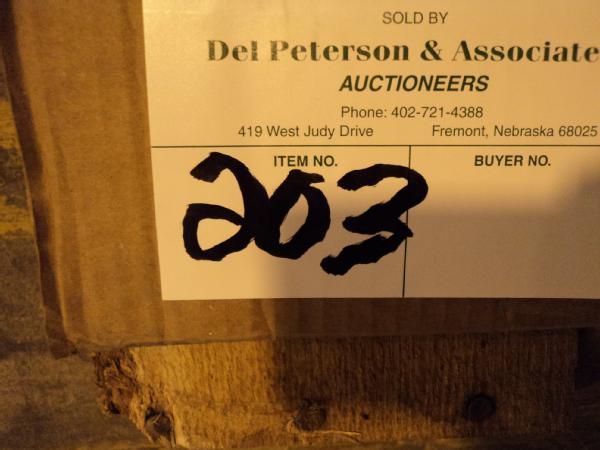 SOLD BY
Del Peterson & Associate
AUCTIONEERS
Phone: 402-721-4388
419 West Judy Drive Fremont, Nebraska 68025
ITEM NO. BUYER NO.
203